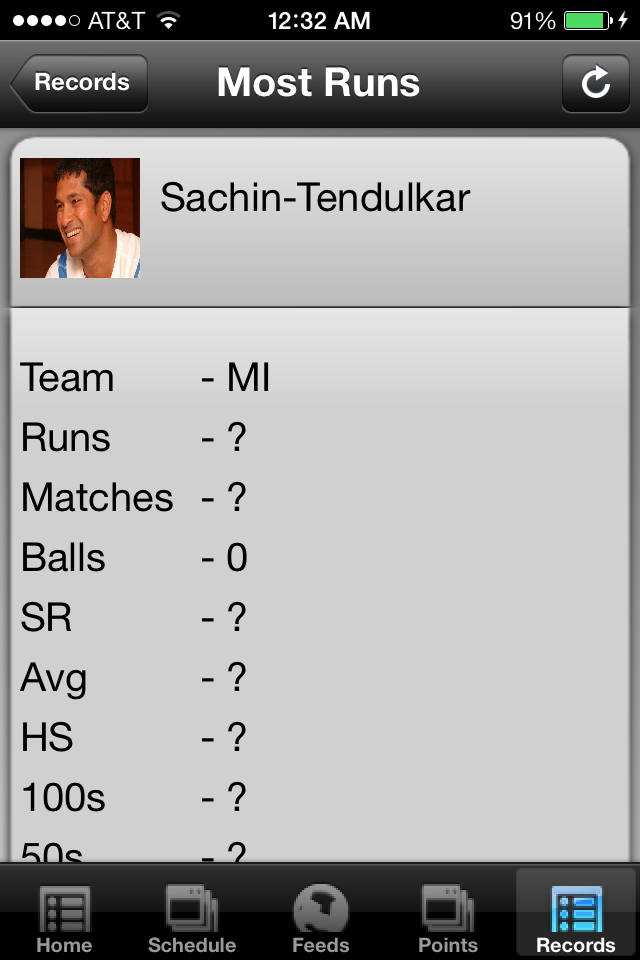 AT&T 12:32 AM 91%
Records Most Runs
Sachin-Tendulkar
Team - MI
Runs - ?
Matches - ?
Balls - 0
SR - ?
Avg - ?
HS - ?
100s - ?
50s - ?
Home Schedule Feeds Points Records